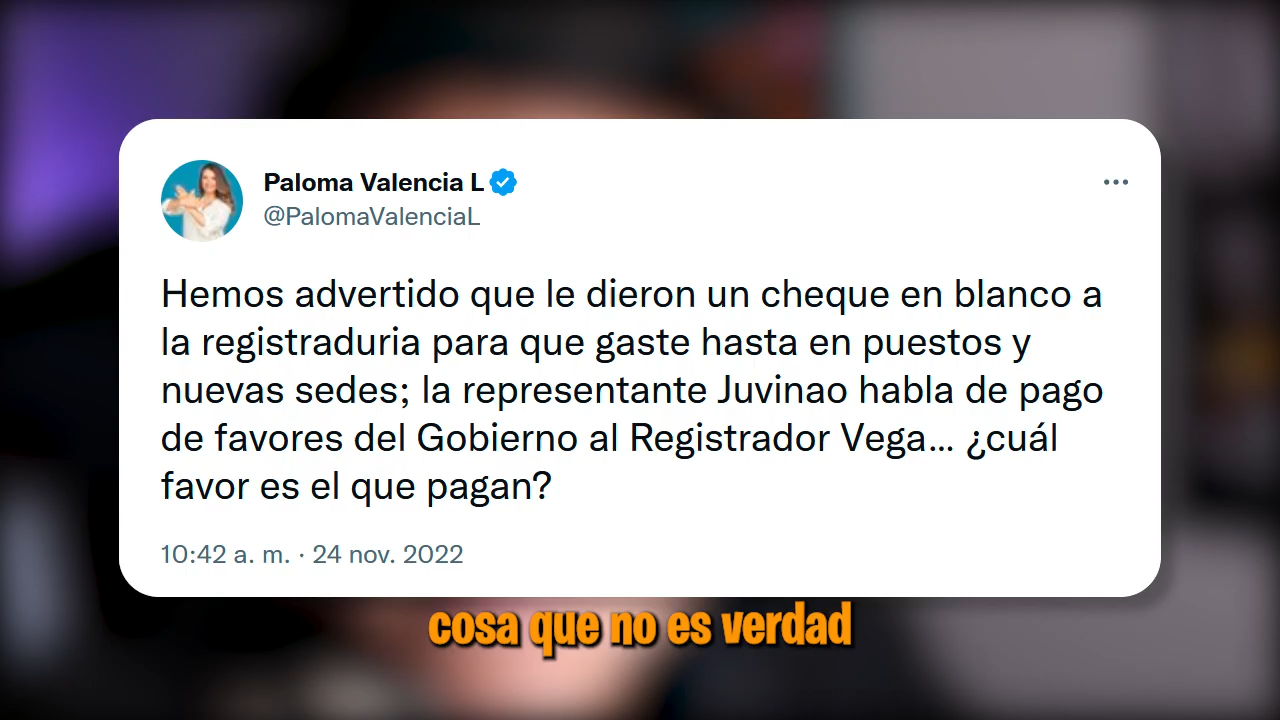 Paloma Valencia L
@PalomaValenciaL
Hemos advertido que le dieron un cheque en blanco a
la registraduria para que gaste hasta en puestos y
nuevas sedes; la representante Juvinao habla de pago
de favores del Gobierno al Registrador Vega... ¿cuál
favor es el que pagan?
10:42 a. m. · 24 nov. 2022
cosa que no es verdad